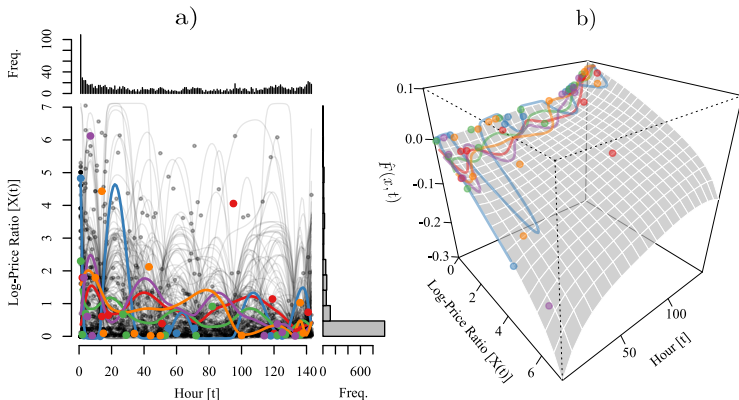 a)
b)
Freq.
0 40 100
Log-Price Ratio [X(t)]
0 1 2 3 4 5 6 7
0 20 40 60 80 100 120 140
Hour [t]
0 600
Freq.
F̂(x, t)
0.1
0.0
-0.1
-0.2
-0.3
0 2 4 6
Log-Price Ratio [X(t)]
50 100
Hour [t]